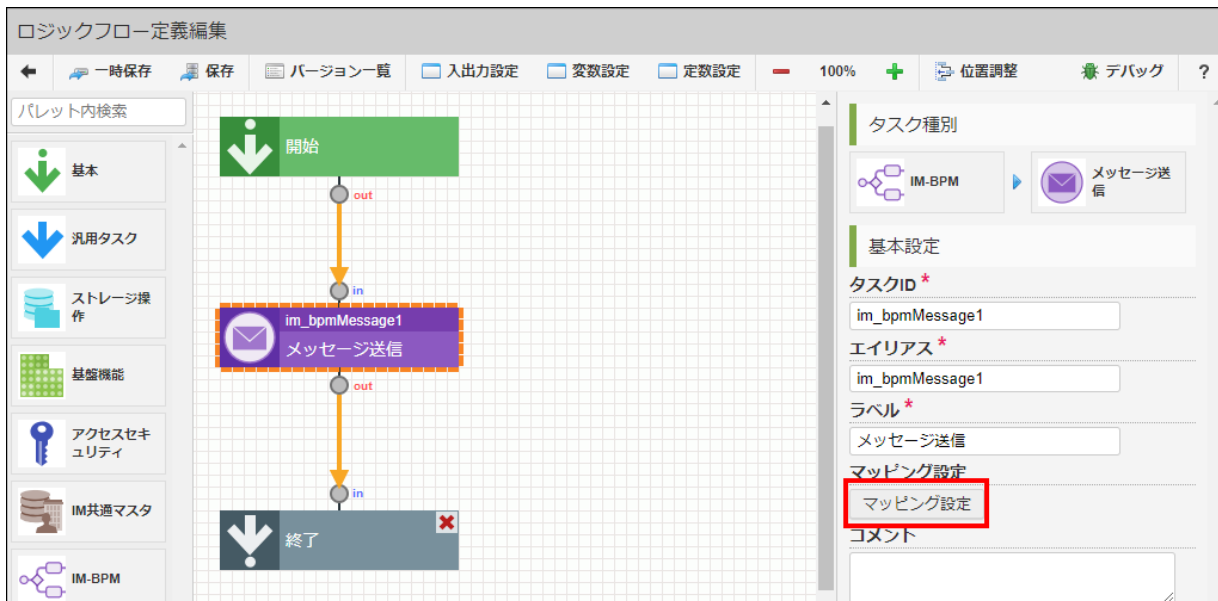 ロジックフロー定義編集
一時保存 保存 バージョン一覧 入出力設定 変数設定 定数設定 100% 位置調整 デバッグ ?
パレット内検索
基本
汎用タスク
ストレージ操
作
基盤機能
アクセスセキ
ュリティ
IM共通マスタ
IM-BPM
開始
out
in
im_bpmMessage1
メッセージ送信
out
in
終了
タスク種別
IM-BPM
メッセージ送
信
基本設定
タスクID *
im_bpmMessage1
エイリアス *
im_bpmMessage1
ラベル *
メッセージ送信
マッピング設定
マッピング設定
コメント